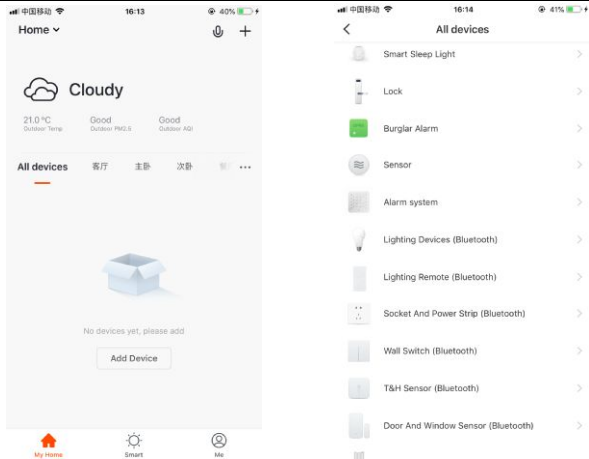 中国移动 16:13 40%
Home
Cloudy
21.0 °C Good Good
Outdoor Temp Outdoor PM2.5 Outdoor AQI
All devices 客厅 主卧 次卧 ...
No devices yet, please add
Add Device
My Home Smart Me
中国移动 16:14 41%
All devices
Smart Sleep Light
Lock
Burglar Alarm
Sensor
Alarm system
Lighting Devices (Bluetooth)
Lighting Remote (Bluetooth)
Socket And Power Strip (Bluetooth)
Wall Switch (Bluetooth)
T&H Sensor (Bluetooth)
Door And Window Sensor (Bluetooth)